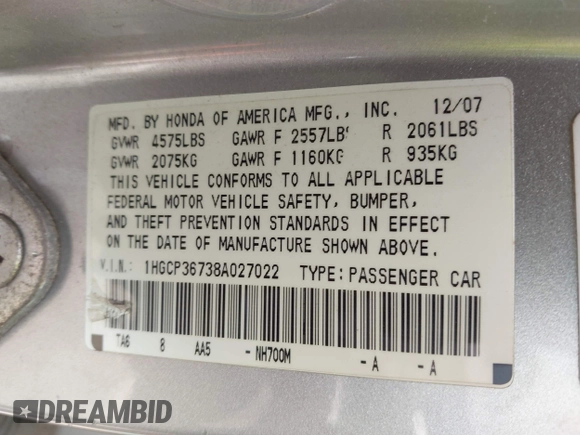 MFD. BY HONDA OF AMERICA MFG., INC. 12/07
GVWR 4575LBS GAWR F 2557LBS R 2061LBS
GVWR 2075KG GAWR F 1160KG R 935KG
THIS VEHICLE CONFORMS TO ALL APPLICABLE
FEDERAL MOTOR VEHICLE SAFETY, BUMPER,
AND THEFT PREVENTION STANDARDS IN EFFECT
ON THE DATE OF MANUFACTURE SHOWN ABOVE.
V.I.N.: 1HGCP36738A027022 TYPE: PASSENGER CAR
TA6 8 AA5 - NH700M - A - A
DREAMBID